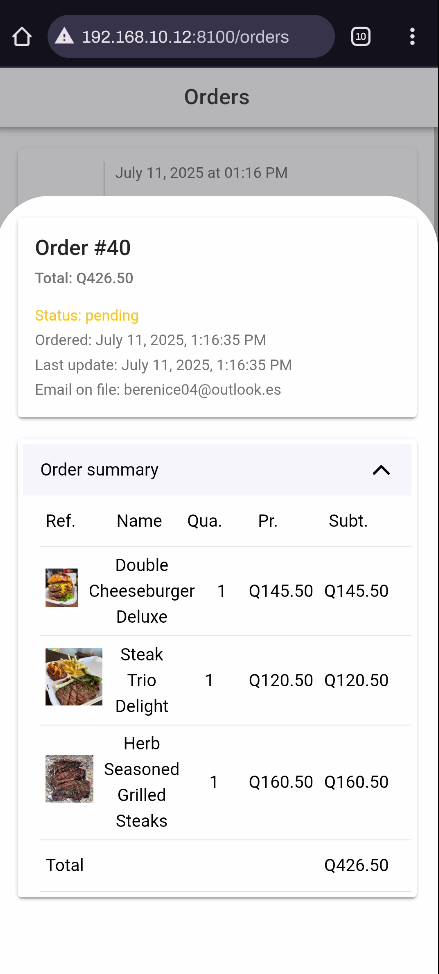 192.168.10.12:8100/orders
10
Orders
July 11, 2025 at 01:16 PM
Order #40
Total: Q426.50
Status: pending
Ordered: July 11, 2025, 1:16:35 PM
Last update: July 11, 2025, 1:16:35 PM
Email on file: berenice04@outlook.es
Order summary
Ref. Name Qua. Pr. Subt.
Double
Cheeseburger 1 Q145.50 Q145.50
Deluxe
Steak
Trio 1 Q120.50 Q120.50
Delight
Herb
Seasoned
Grilled 1 Q160.50 Q160.50
Steaks
Total Q426.50